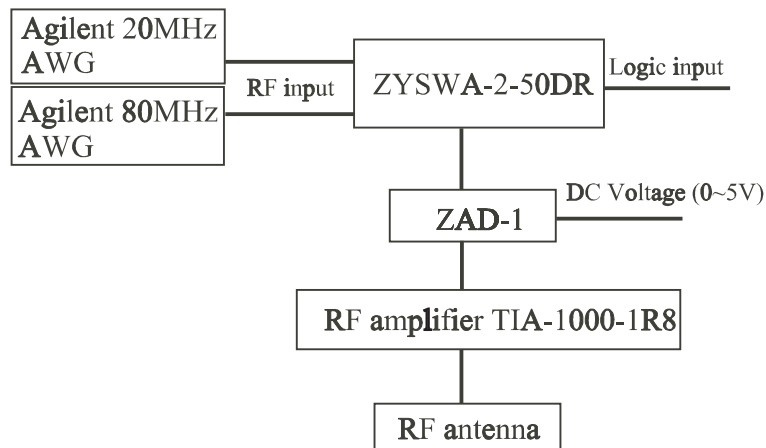 Agilent 20MHz
AWG
Agilent 80MHz
AWG
RF input
ZYSWA-2-50DR
Logic input
ZAD-1
DC Voltage (0~5V)
RF amplifier TIA-1000-1R8
RF antenna